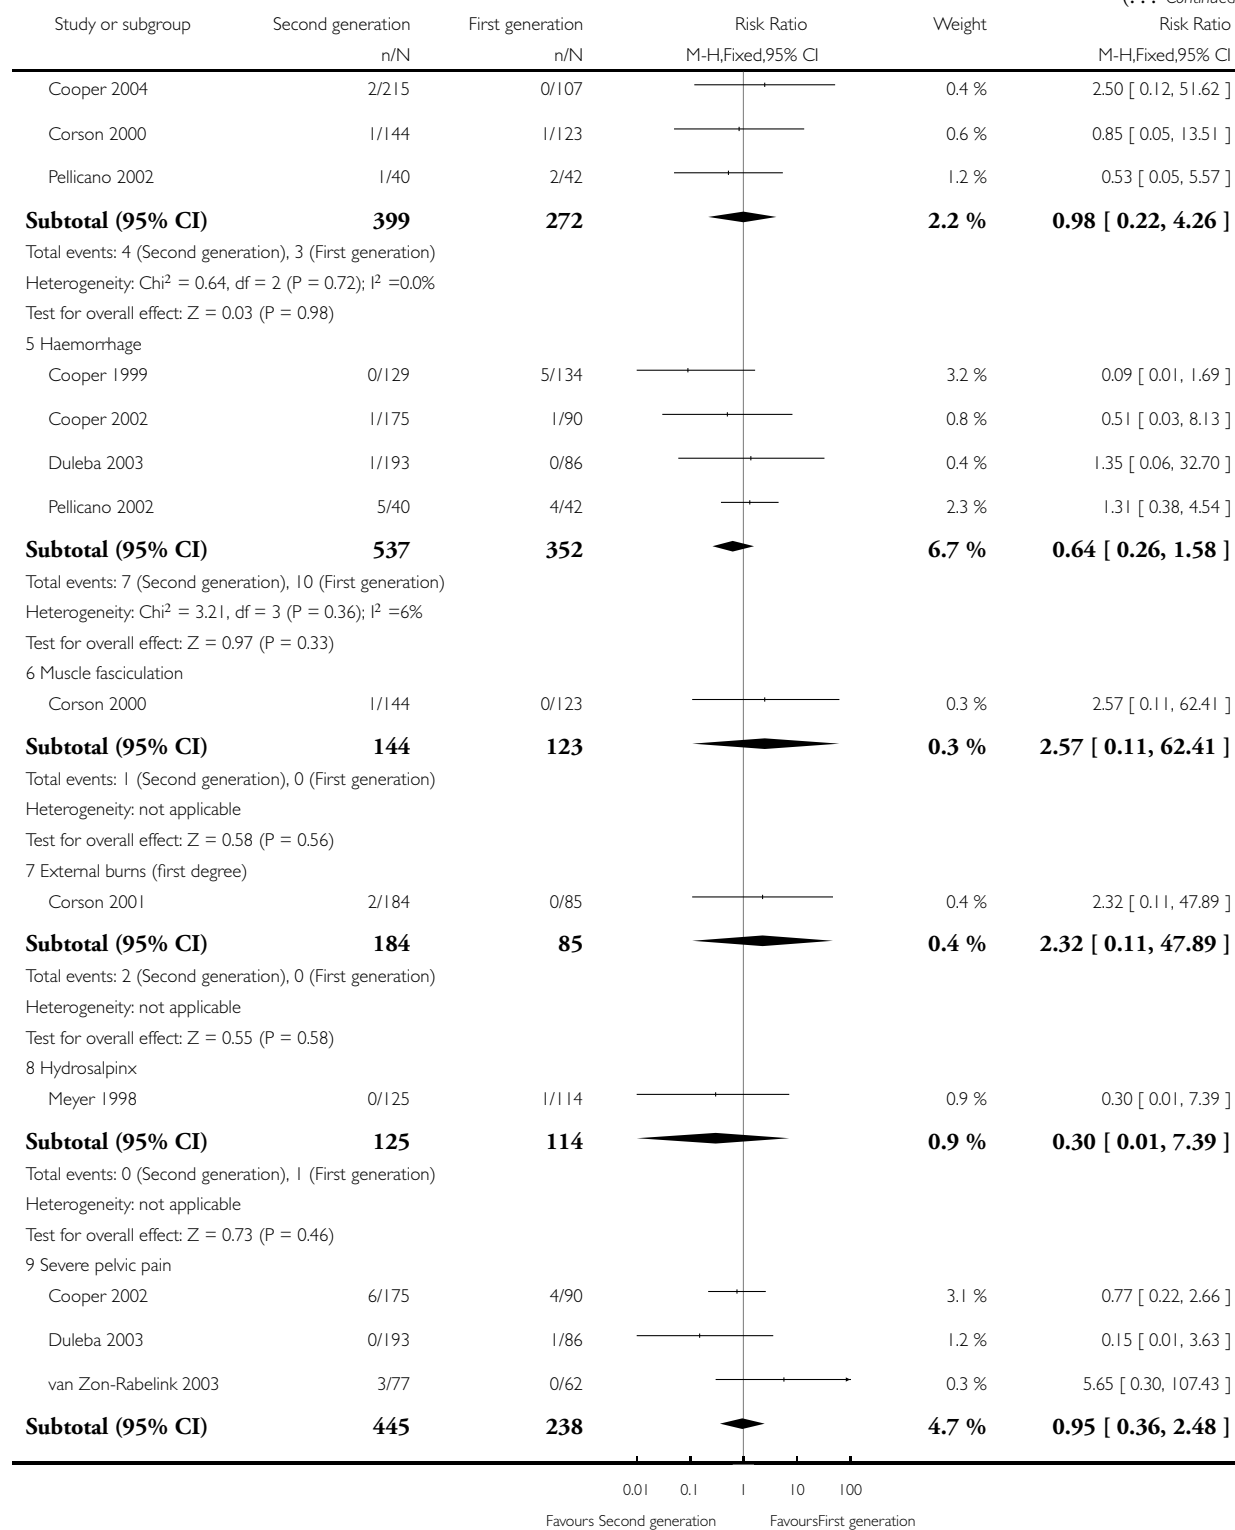 (. . . Continued
Study or subgroup Second generation First generation Risk Ratio Weight Risk Ratio
n/N n/N M-H,Fixed,95% CI M-H,Fixed,95% CI
Cooper 2004 2/215 0/107 0.4 % 2.50 [ 0.12, 51.62 ]
Corson 2000 1/144 1/123 0.6 % 0.85 [ 0.05, 13.51 ]
Pellicano 2002 1/40 2/42 1.2 % 0.53 [ 0.05, 5.57 ]
Subtotal (95% CI) 399 272 2.2 % 0.98 [ 0.22, 4.26 ]
Total events: 4 (Second generation), 3 (First generation)
Heterogeneity: Chi² = 0.64, df = 2 (P = 0.72); I² =0.0%
Test for overall effect: Z = 0.03 (P = 0.98)
5 Haemorrhage
Cooper 1999 0/129 5/134 3.2 % 0.09 [ 0.01, 1.69 ]
Cooper 2002 1/175 1/90 0.8 % 0.51 [ 0.03, 8.13 ]
Duleba 2003 1/193 0/86 0.4 % 1.35 [ 0.06, 32.70 ]
Pellicano 2002 5/40 4/42 2.3 % 1.31 [ 0.38, 4.54 ]
Subtotal (95% CI) 537 352 6.7 % 0.64 [ 0.26, 1.58 ]
Total events: 7 (Second generation), 10 (First generation)
Heterogeneity: Chi² = 3.21, df = 3 (P = 0.36); I² =6%
Test for overall effect: Z = 0.97 (P = 0.33)
6 Muscle fasciculation
Corson 2000 1/144 0/123 0.3 % 2.57 [ 0.11, 62.41 ]
Subtotal (95% CI) 144 123 0.3 % 2.57 [ 0.11, 62.41 ]
Total events: 1 (Second generation), 0 (First generation)
Heterogeneity: not applicable
Test for overall effect: Z = 0.58 (P = 0.56)
7 External burns (first degree)
Corson 2001 2/184 0/85 0.4 % 2.32 [ 0.11, 47.89 ]
Subtotal (95% CI) 184 85 0.4 % 2.32 [ 0.11, 47.89 ]
Total events: 2 (Second generation), 0 (First generation)
Heterogeneity: not applicable
Test for overall effect: Z = 0.55 (P = 0.58)
8 Hydrosalpinx
Meyer 1998 0/125 1/114 0.9 % 0.30 [ 0.01, 7.39 ]
Subtotal (95% CI) 125 114 0.9 % 0.30 [ 0.01, 7.39 ]
Total events: 0 (Second generation), 1 (First generation)
Heterogeneity: not applicable
Test for overall effect: Z = 0.73 (P = 0.46)
9 Severe pelvic pain
Cooper 2002 6/175 4/90 3.1 % 0.77 [ 0.22, 2.66 ]
Duleba 2003 0/193 1/86 1.2 % 0.15 [ 0.01, 3.63 ]
van Zon-Rabelink 2003 3/77 0/62 0.3 % 5.65 [ 0.30, 107.43 ]
Subtotal (95% CI) 445 238 4.7 % 0.95 [ 0.36, 2.48 ]
0.01 0.1 1 10 100
Favours Second generation FavoursFirst generation